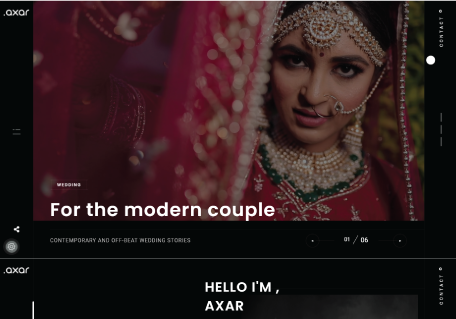 .axar
CONTACT
WEDDING
For the modern couple
CONTEMPORARY AND OFF-BEAT WEDDING STORIES
01 / 06
.axar
CONTACT
HELLO I'M ,
AXAR